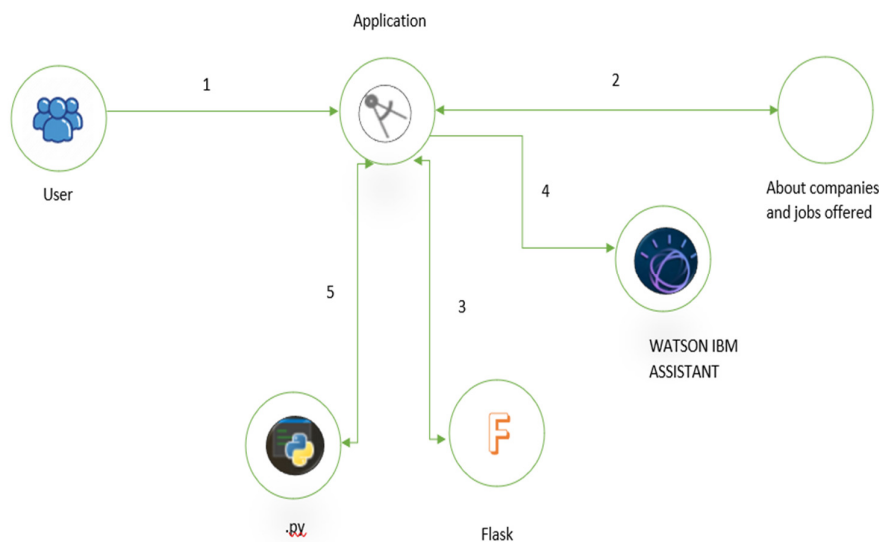 Application
1
2
User
About companies
and jobs offered
4
5
3
WATSON IBM
ASSISTANT
F
.py
Flask